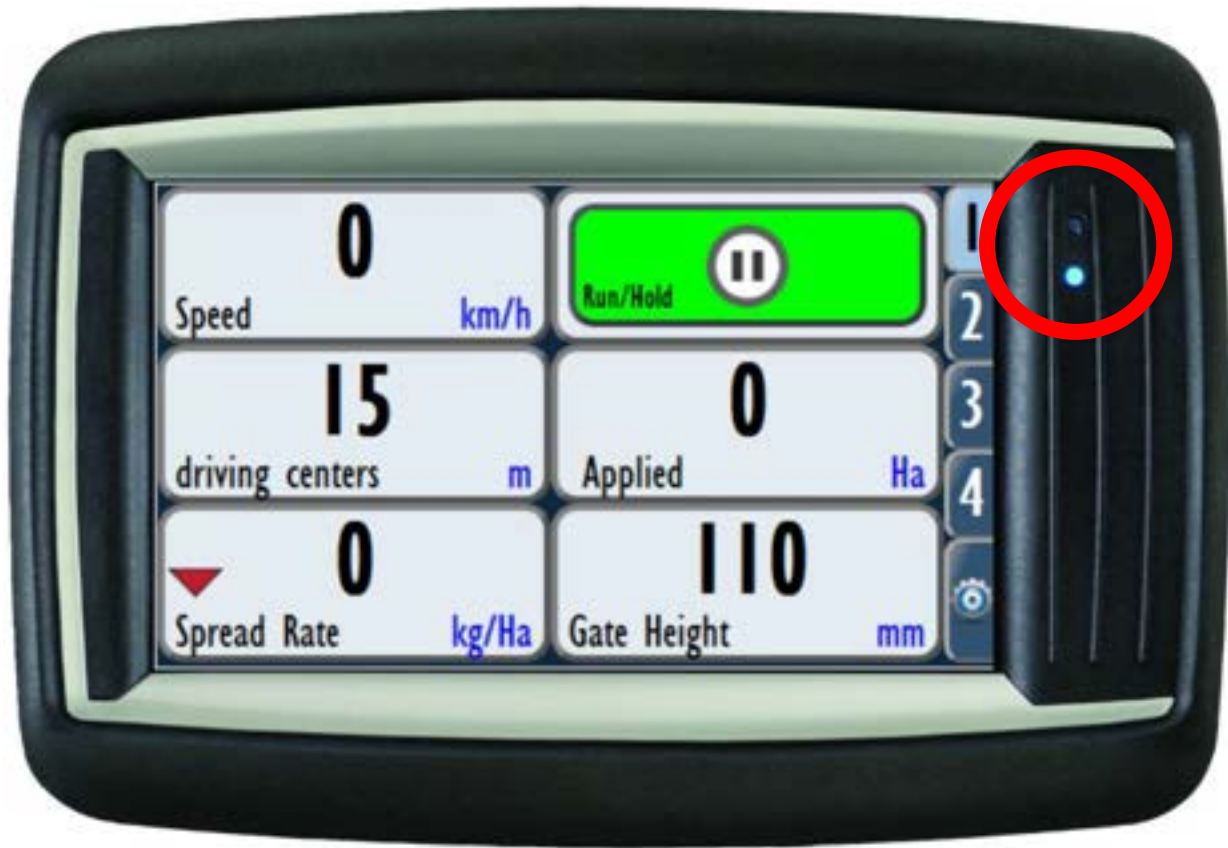 0
Speed km/h
Run/Hold
15
driving centers m
0
Applied Ha
0
Spread Rate kg/Ha
110
Gate Height mm
1
2
3
4